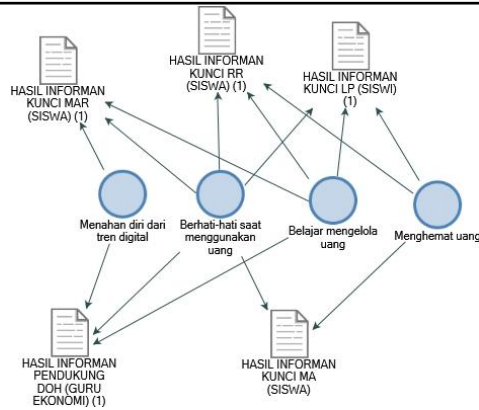 HASIL INFORMAN
KUNCI MAR
(SISWA) (1)
HASIL INFORMAN
KUNCI RR
(SISWA) (1)
HASIL INFORMAN
KUNCI LP (SISWI)
(1)
Menahan diri dari
tren digital
Berhati-hati saat
menggunakan
uang
Belajar mengelola
uang
Menghemat uang
HASIL INFORMAN
PENDUKUNG
DOH (GURU
EKONOMI) (1)
HASIL INFORMAN
KUNCI MA
(SISWA)